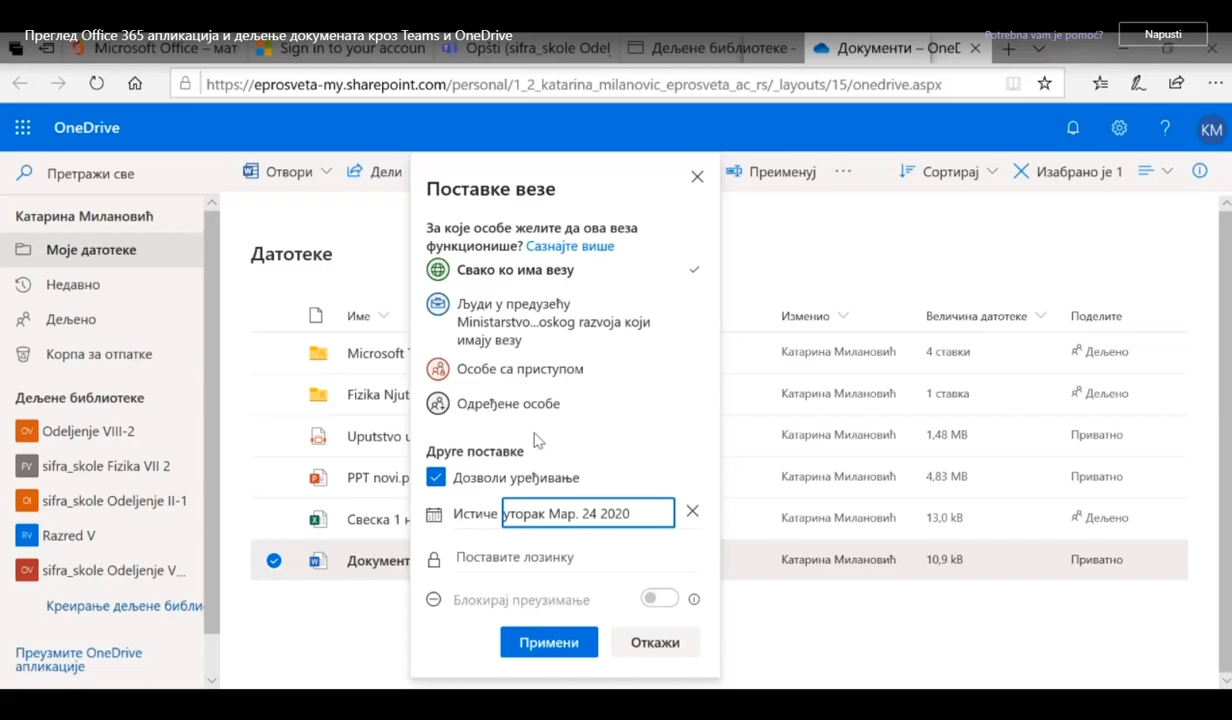 Преглед Office 365 апликација и дељење докумената кроз Teams и OneDrive
Potrebna vam je pomoć?
Napusti
Microsoft Office – мат
Sign in to your accoun
Opšti (sifra_skole Odel
Дељене библиотеке -
Документи – OneD
https://eprosveta-my.sharepoint.com/personal/1_2_katarina_milanovic_eprosveta_ac_rs/_layouts/15/onedrive.aspx
OneDrive
KM
Претражи све
Отвори
Дели
Преименуј
Сортирај
Изабрано је 1
Катарина Милановић
Моје датотеке
Недавно
Дељено
Корпа за отпатке
Дељене библиотеке
OV Odeljenje VIII-2
FV sifra_skole Fizika VII 2
OI sifra_skole Odeljenje II-1
RV Razred V
OV sifra_skole Odeljenje V...
Креирање дељене библи
Преузмите OneDrive
апликације
Датотеке
Име
Изменио
Величина датотеке
Поделите
Microsoft T
Катарина Милановић
4 ставки
Дељено
Fizika Njut
Катарина Милановић
1 ставка
Дељено
Uputstvo u
Катарина Милановић
1,48 MB
Приватно
PPT novi.p
Катарина Милановић
4,83 MB
Приватно
Свеска 1 н
Катарина Милановић
13,0 kB
Дељено
Документ
Катарина Милановић
10,9 kB
Приватно
Поставке везе
За које особе желите да ова веза
функционише? Сазнајте више
Свако ко има везу
Људи у предузећу
Ministarstvo...oskog razvoja који
имају везу
Особе са приступом
Одређене особе
Друге поставке
Дозволи уређивање
Истиче уторак Мар. 24 2020
Поставите лозинку
Блокирај преузимање
Примени
Откажи